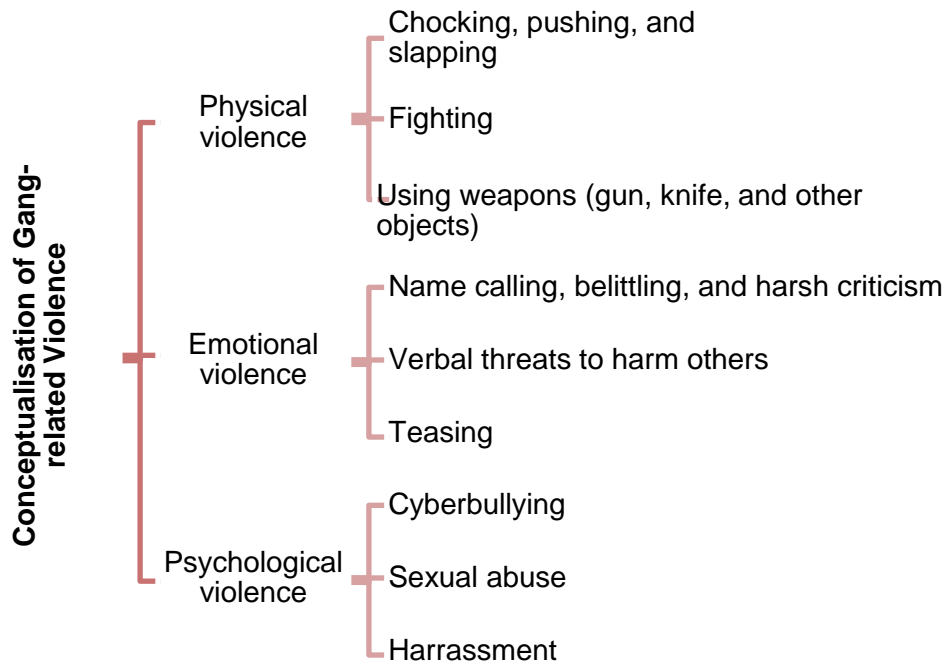 Conceptualisation of Gang-
related Violence
Physical
violence
Chocking, pushing, and
slapping
Fighting
Using weapons (gun, knife, and other
objects)
Emotional
violence
Name calling, belittling, and harsh criticism
Verbal threats to harm others
Teasing
Psychological
violence
Cyberbullying
Sexual abuse
Harrassment